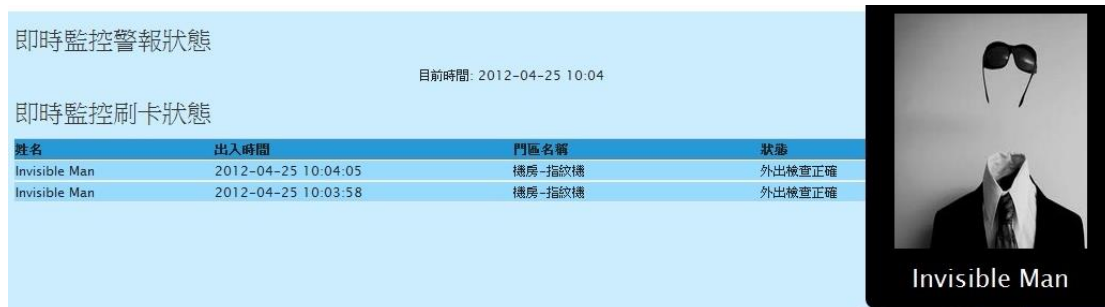 即時監控警報狀態
目前時間: 2012-04-25 10:04
即時監控刷卡狀態
姓名 出入時間 門區名稱 狀態
Invisible Man 2012-04-25 10:04:05 機房-指紋機 外出檢查正確
Invisible Man 2012-04-25 10:03:58 機房-指紋機 外出檢查正確
Invisible Man